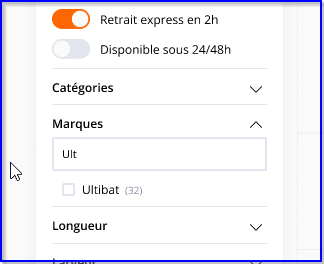 Retrait express en 2h
Disponible sous 24/48h
Catégories
Marques
Ult
Ultibat (32)
Longueur